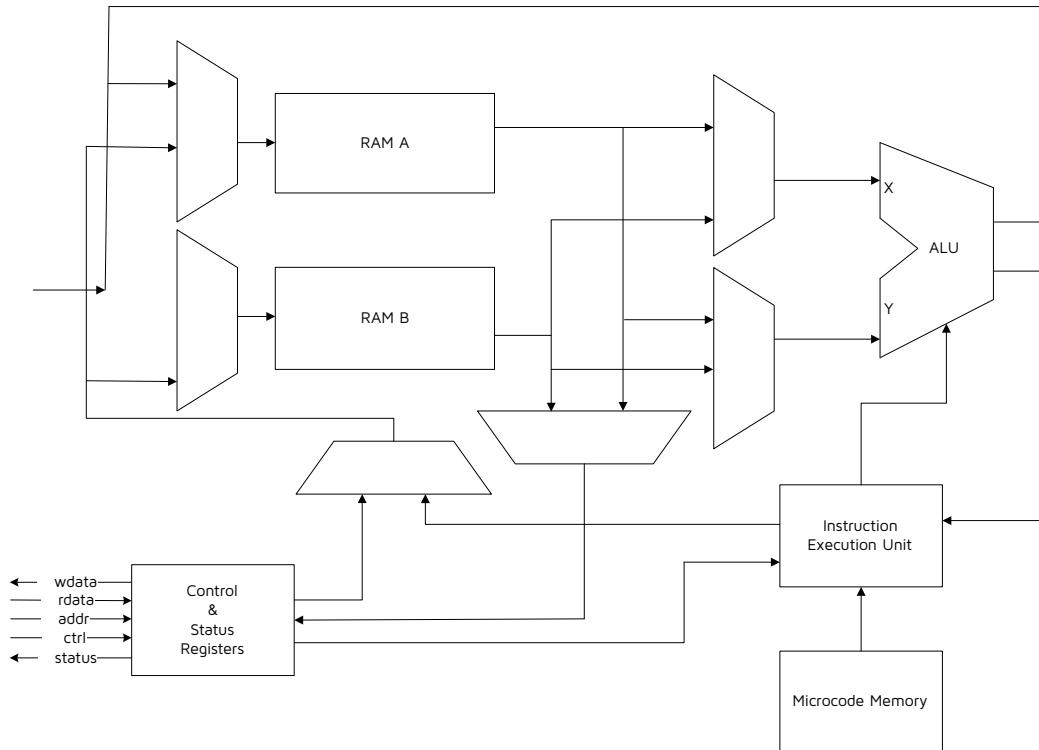 RAM A
X
ALU
RAM B
Y
Instruction
Execution Unit
wdata
rdata
addr
ctrl
status
Control
&
Status
Registers
Microcode Memory